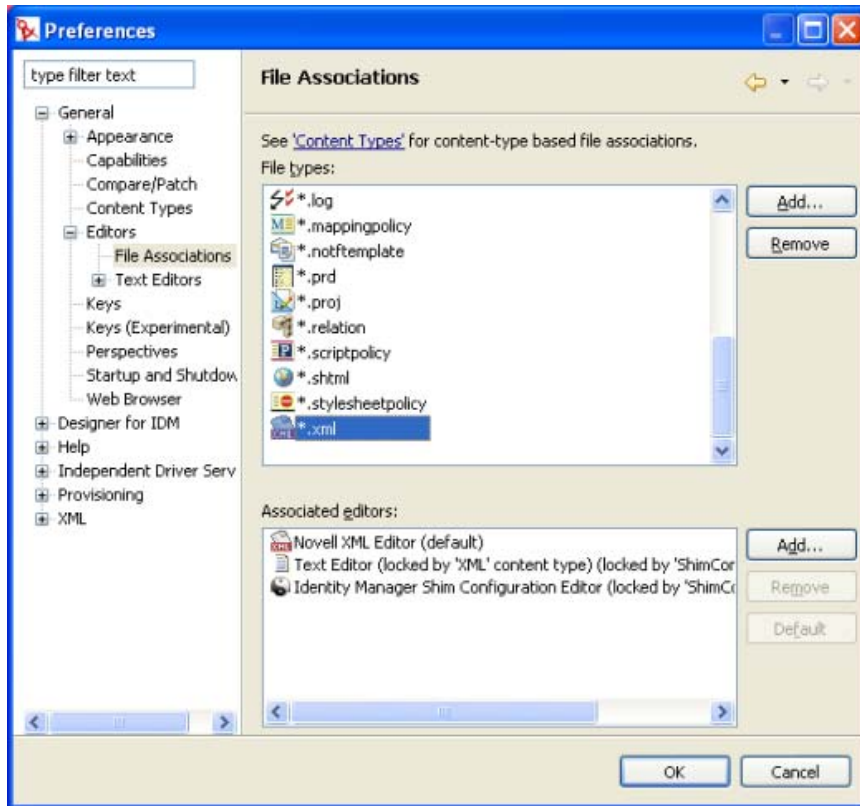 Preferences
type filter text
File Associations
General
Appearance
Capabilities
Compare/Patch
Content Types
Editors
File Associations
Text Editors
Keys
Keys (Experimental)
Perspectives
Startup and Shutdow
Web Browser
Designer for IDM
Help
Independent Driver Serv
Provisioning
XML
See 'Content Types' for content-type based file associations.
File types:
*.log
*.mappingpolicy
*.notftemplate
*.prd
*.proj
*.relation
*.scriptpolicy
*.shtml
*.stylesheetpolicy
*.xml
Add...
Remove
Associated editors:
Novell XML Editor (default)
Text Editor (locked by 'XML' content type) (locked by 'ShimCor
Identity Manager Shim Configuration Editor (locked by 'ShimCo
Add...
Remove
Default
OK
Cancel